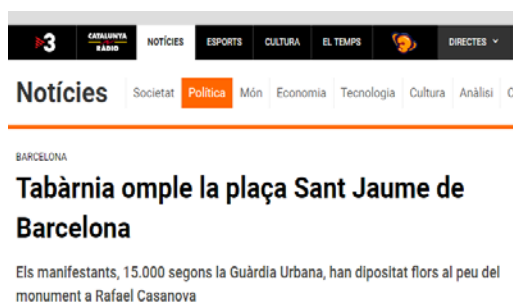 3 CATALUNYA RÀDIO NOTÍCIES ESPORTS CULTURA EL TEMPS DIRECTES
Notícies Societat Política Món Economia Tecnologia Cultura Anàlisi
BARCELONA
Tabàrnia omple la plaça Sant Jaume de
Barcelona
Els manifestants, 15.000 segons la Guàrdia Urbana, han dipositat flors al peu del
monument a Rafael Casanova